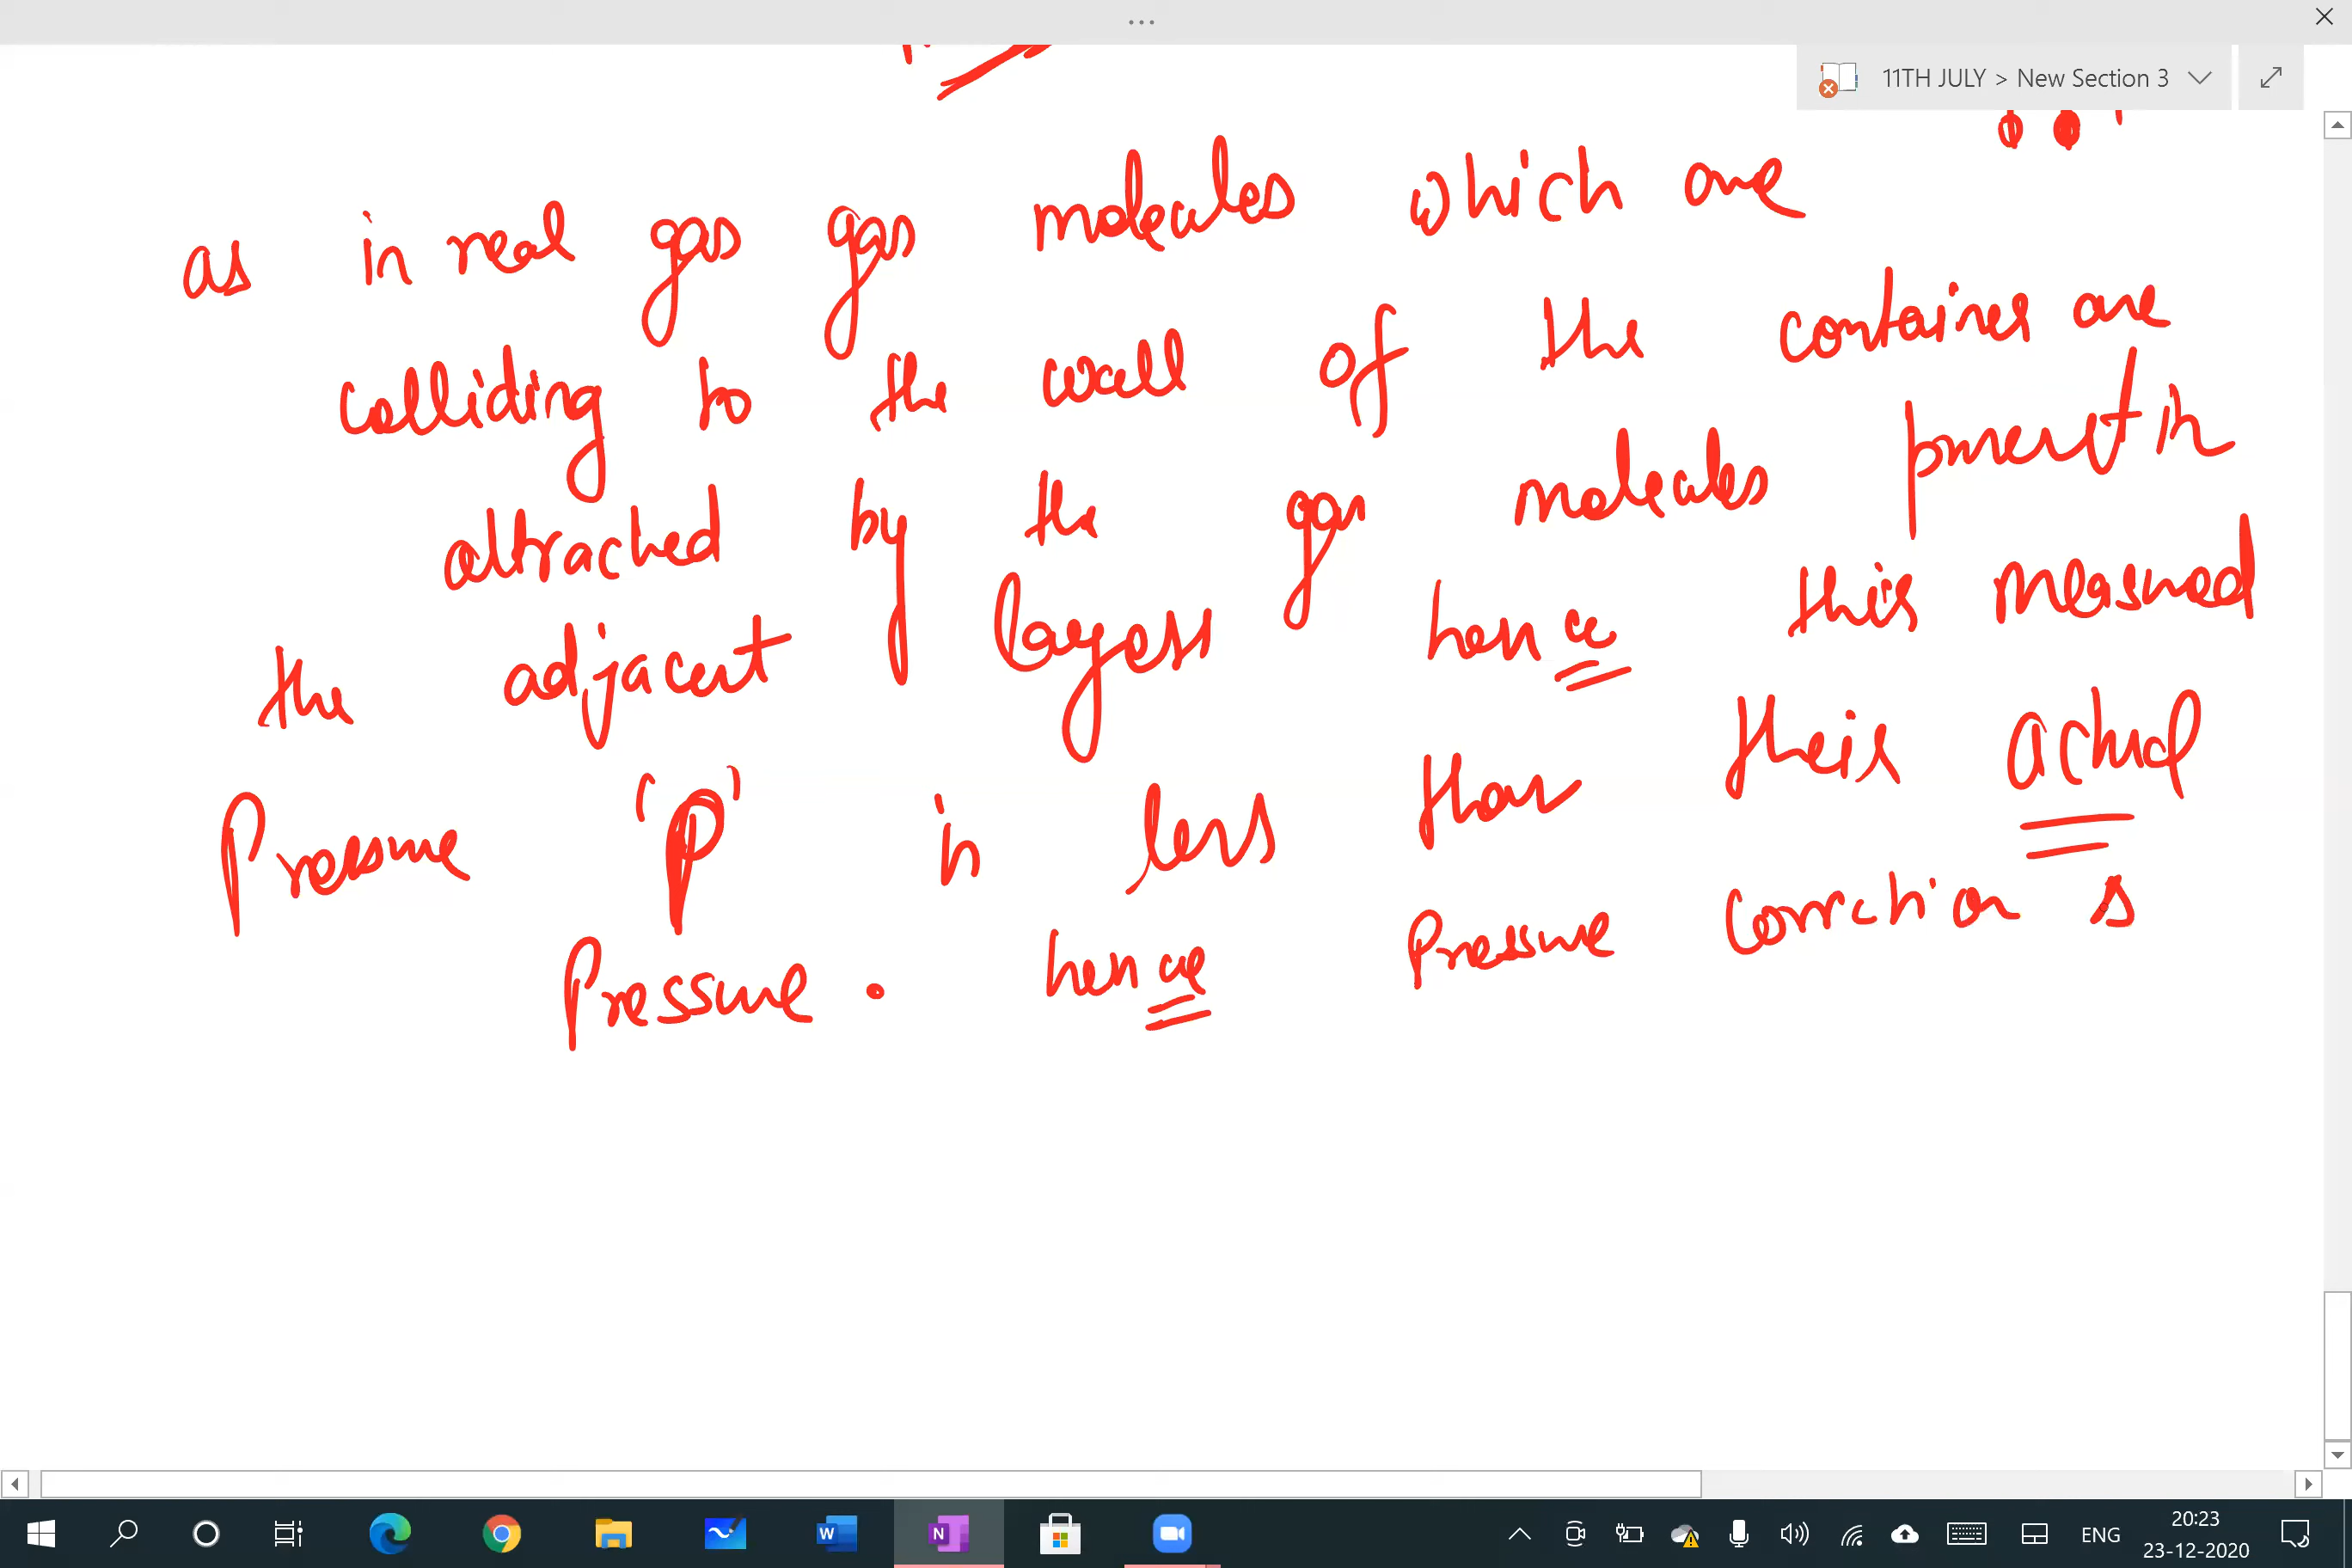 11TH JULY > New Section 3
as in real gas gas molecules which are
colliding to the wall of the container are
attracted by the gas molecules present in
the adjacent layers hence this measured
Pressure 'P' is less than their actual
Pressure. hence Pressure Correction s
W
N
ENG
20:23
23-12-2020